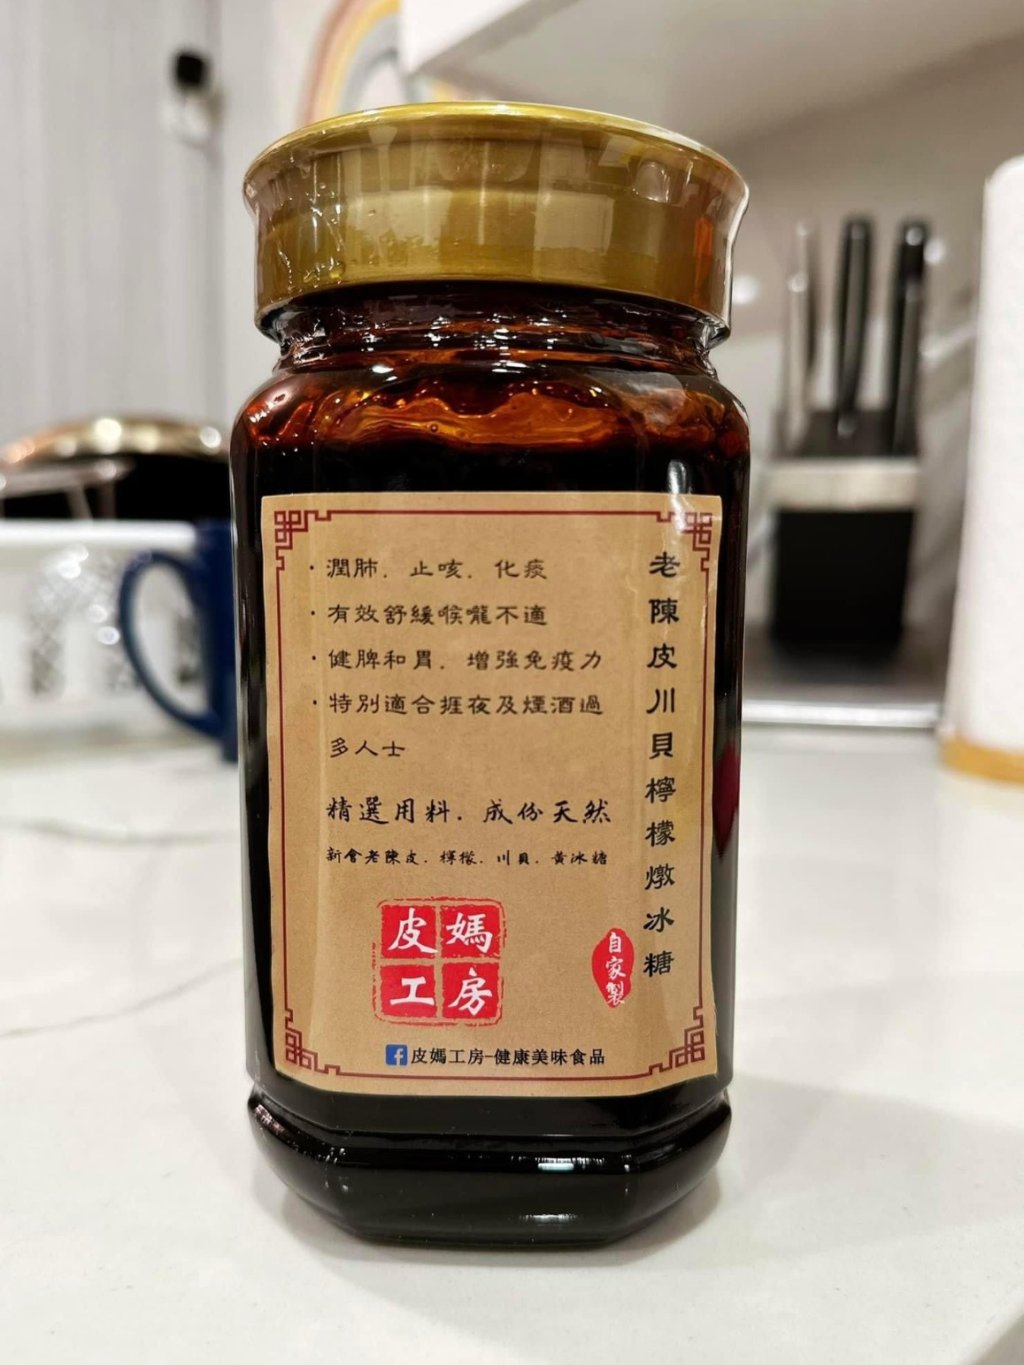 老陳皮川貝檸檬燉冰糖
·潤肺．止咳．化痰
·有效舒緩喉嚨不適
·健脾和胃．增強免疫力
·特別適合捱夜及煙酒過
多人士
精選用料．成份天然
新會老陳皮．檸檬．川貝．黃冰糖
皮媽
工房
自家製
f皮媽工房-健康美味食品